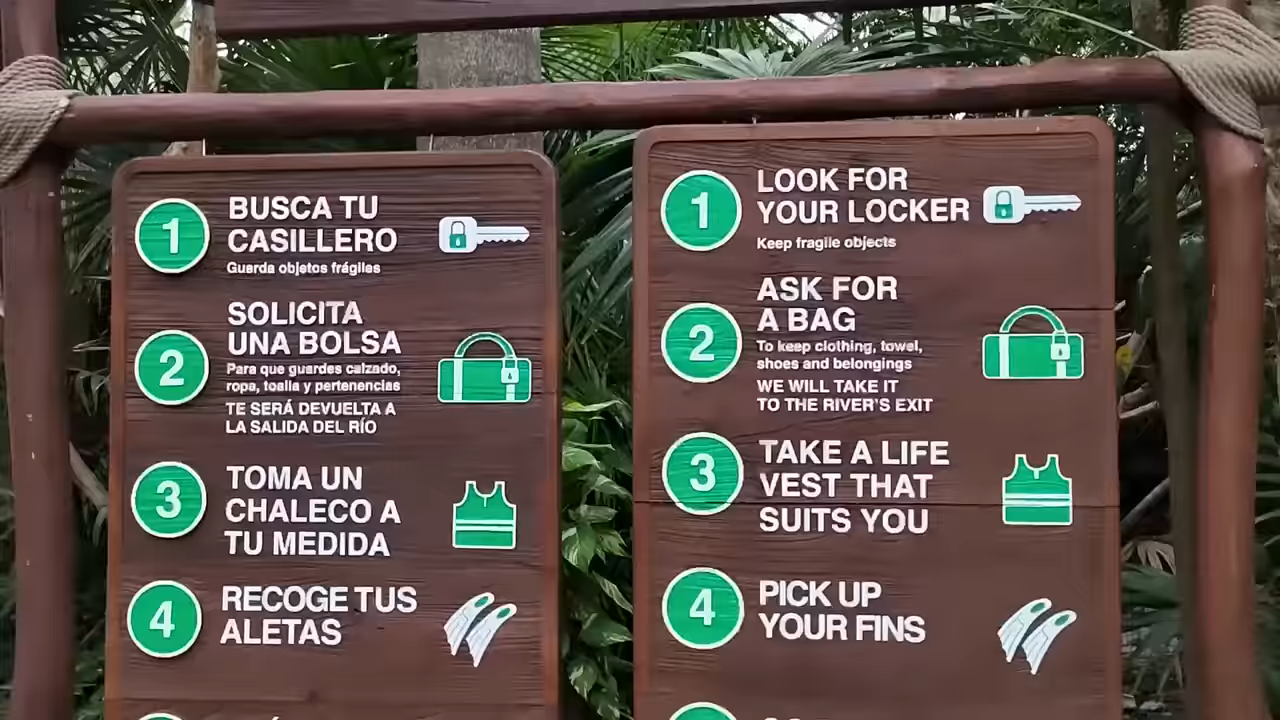 1
BUSCA TU
CASILLERO
Guarda objetos frágiles
2
SOLICITA
UNA BOLSA
Para que guardes calzado,
ropa, toalla y pertenencias
TE SERÁ DEVUELTA A
LA SALIDA DEL RÍO
3
TOMA UN
CHALECO A
TU MEDIDA
4
RECOGE TUS
ALETAS
1
LOOK FOR
YOUR LOCKER
Keep fragile objects
2
ASK FOR
A BAG
To keep clothing, towel,
shoes and belongings
WE WILL TAKE IT
TO THE RIVER'S EXIT
3
TAKE A LIFE
VEST THAT
SUITS YOU
4
PICK UP
YOUR FINS